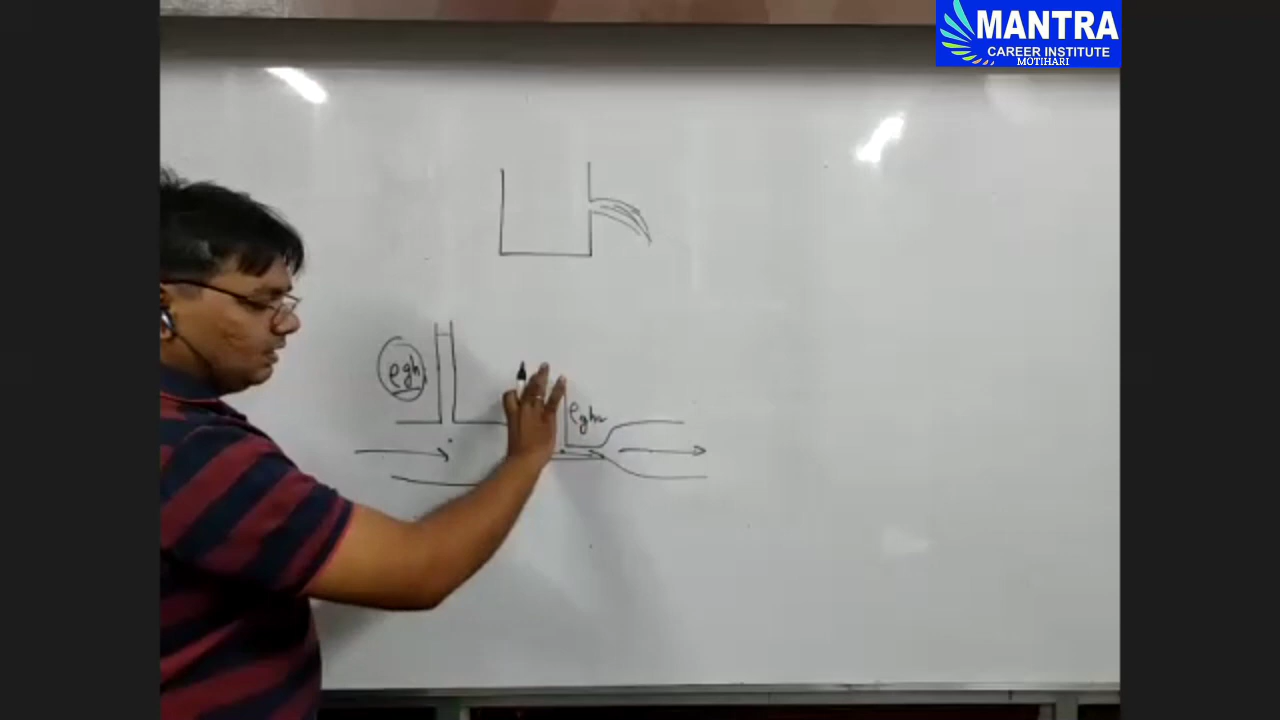 MANTRA
CAREER INSTITUTE
MOTIHARI
ρgh
ρgh